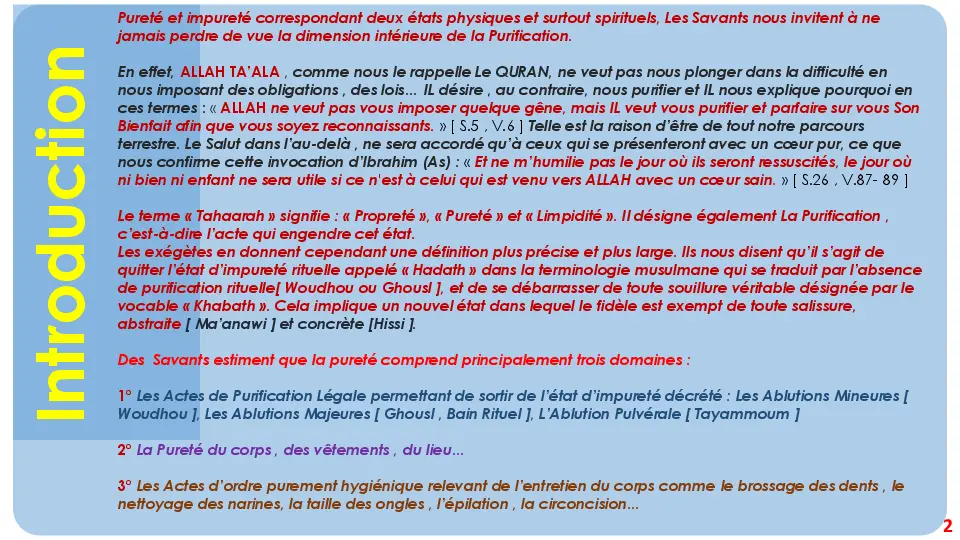 Introduction
Pureté et impureté correspondant deux états physiques et surtout spirituels, Les Savants nous invitent à ne
jamais perdre de vue la dimension intérieure de la Purification.
En effet, ALLAH TA'ALA , comme nous le rappelle Le QURAN, ne veut pas nous plonger dans la difficulté en
nous imposant des obligations , des lois... IL désire , au contraire, nous purifier et IL nous explique pourquoi en
ces termes : « ALLAH ne veut pas vous imposer quelque gêne, mais IL veut vous purifier et parfaire sur vous Son
Bienfait afin que vous soyez reconnaissants. » [ S.5 , V.6 ] Telle est la raison d'être de tout notre parcours
terrestre. Le Salut dans l'au-delà , ne sera accordé qu'à ceux qui se présenteront avec un cœur pur, ce que
nous confirme cette invocation d'Ibrahim (As) : « Et ne m'humilie pas le jour où ils seront ressuscités, le jour où
ni bien ni enfant ne sera utile si ce n'est à celui qui est venu vers ALLAH avec un cœur sain. » [ S.26 , V.87- 89 ]
Le terme « Tahaarah » signifie : « Propreté », « Pureté » et « Limpidité ». Il désigne également La Purification ,
c'est-à-dire l'acte qui engendre cet état.
Les exégètes en donnent cependant une définition plus précise et plus large. Ils nous disent qu'il s'agit de
quitter l'état d'impureté rituelle appelé « Hadath » dans la terminologie musulmane qui se traduit par l'absence
de purification rituelle[ Woudhou ou Ghousl ], et de se débarrasser de toute souillure véritable désignée par le
vocable « Khabath ». Cela implique un nouvel état dans lequel le fidèle est exempt de toute salissure,
abstraite [ Ma'anawi ] et concrète [Hissi ].
Des Savants estiment que la pureté comprend principalement trois domaines :
1° Les Actes de Purification Légale permettant de sortir de l'état d'impureté décrété : Les Ablutions Mineures [
Woudhou ], Les Ablutions Majeures [ Ghousl , Bain Rituel ], L'Ablution Pulvérale [ Tayammoum ]
2° La Pureté du corps , des vêtements , du lieu...
3° Les Actes d'ordre purement hygiénique relevant de l'entretien du corps comme le brossage des dents , le
nettoyage des narines, la taille des ongles , l'épilation , la circoncision...
2